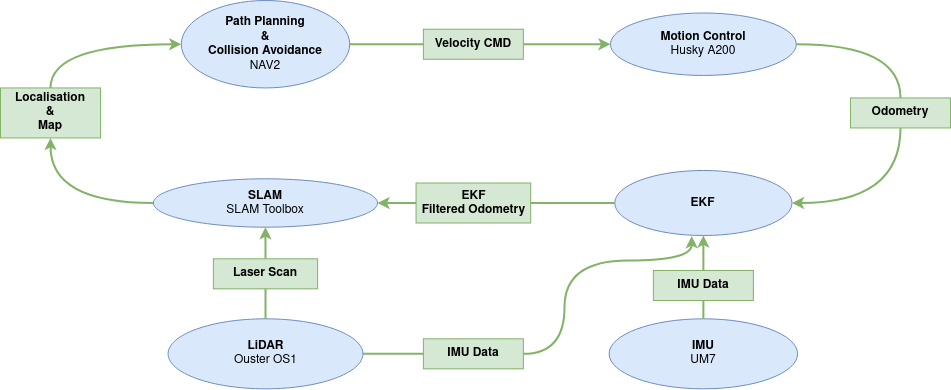 Path Planning
&
Collision Avoidance
NAV2
Velocity CMD
Motion Control
Husky A200
Localisation
&
Map
Odometry
SLAM
SLAM Toolbox
EKF
Filtered Odometry
EKF
Laser Scan
IMU Data
LiDAR
Ouster OS1
IMU Data
IMU
UM7